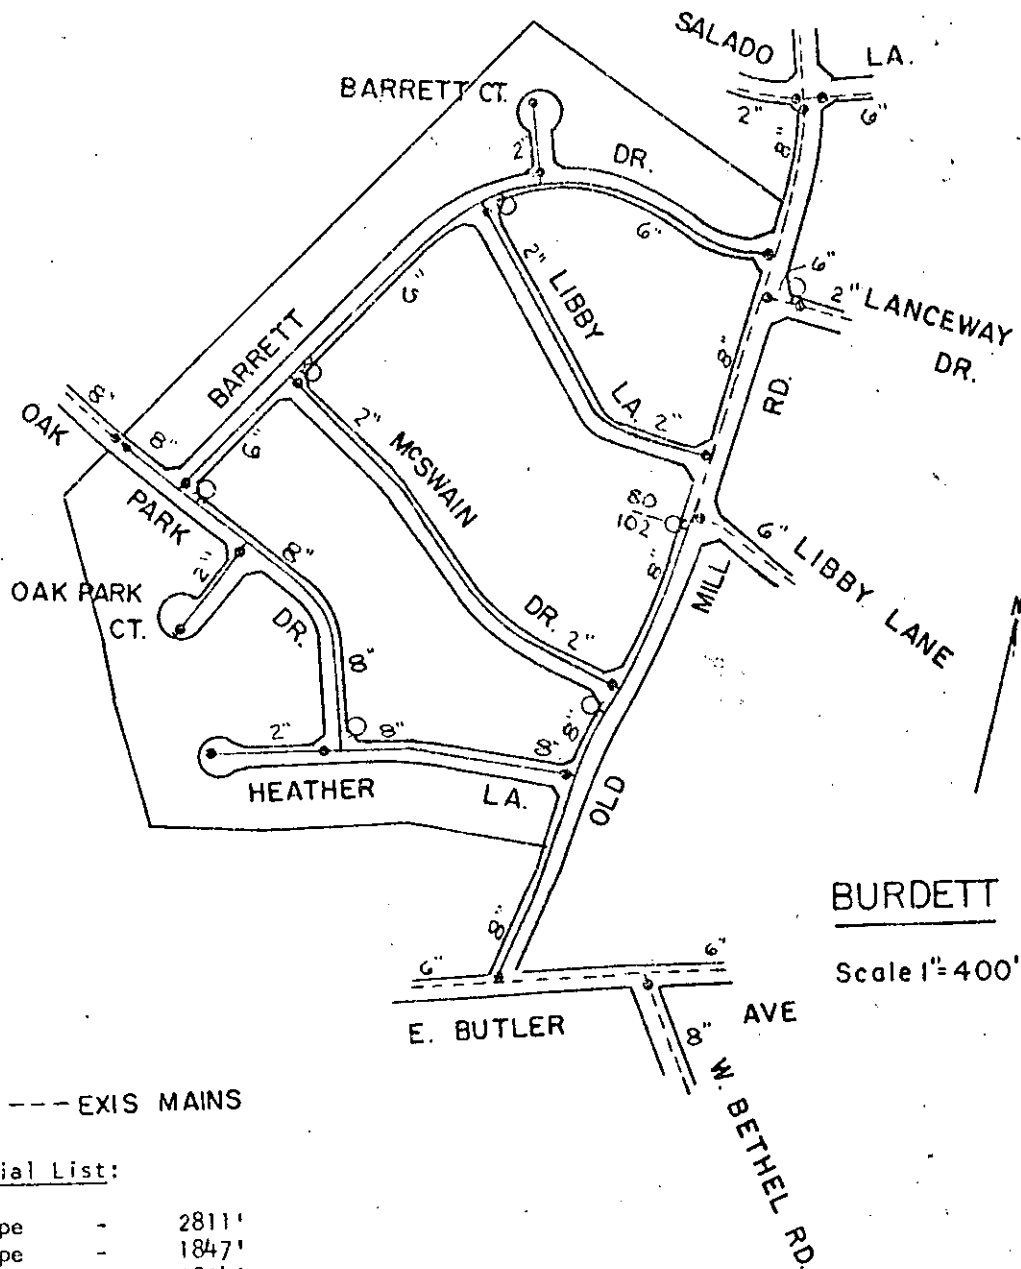 SALADO LA.
2" 6"
8"
BARRETT CT.
2"
DR.
6"
6"
2" LANCEWAY
DR.
2" LIBBY
LA. 2"
8"
RD.
BARRETT
6"
8"
OAK
8"
PARK
2" McSWAIN
DR. 2"
80
102
6" LIBBY LANE
8"
MILL
8"
OAK PARK
CT.
2"
DR.
8"
2"
8"
8"
8"
HEATHER LA.
OLD
N
BURDETT
Scale 1"=400'
8"
6"
6"
E. BUTLER AVE
8" W. BETHEL RD.
---EXIS MAINS
ial List:
pe - 2811'
pe - 1847'